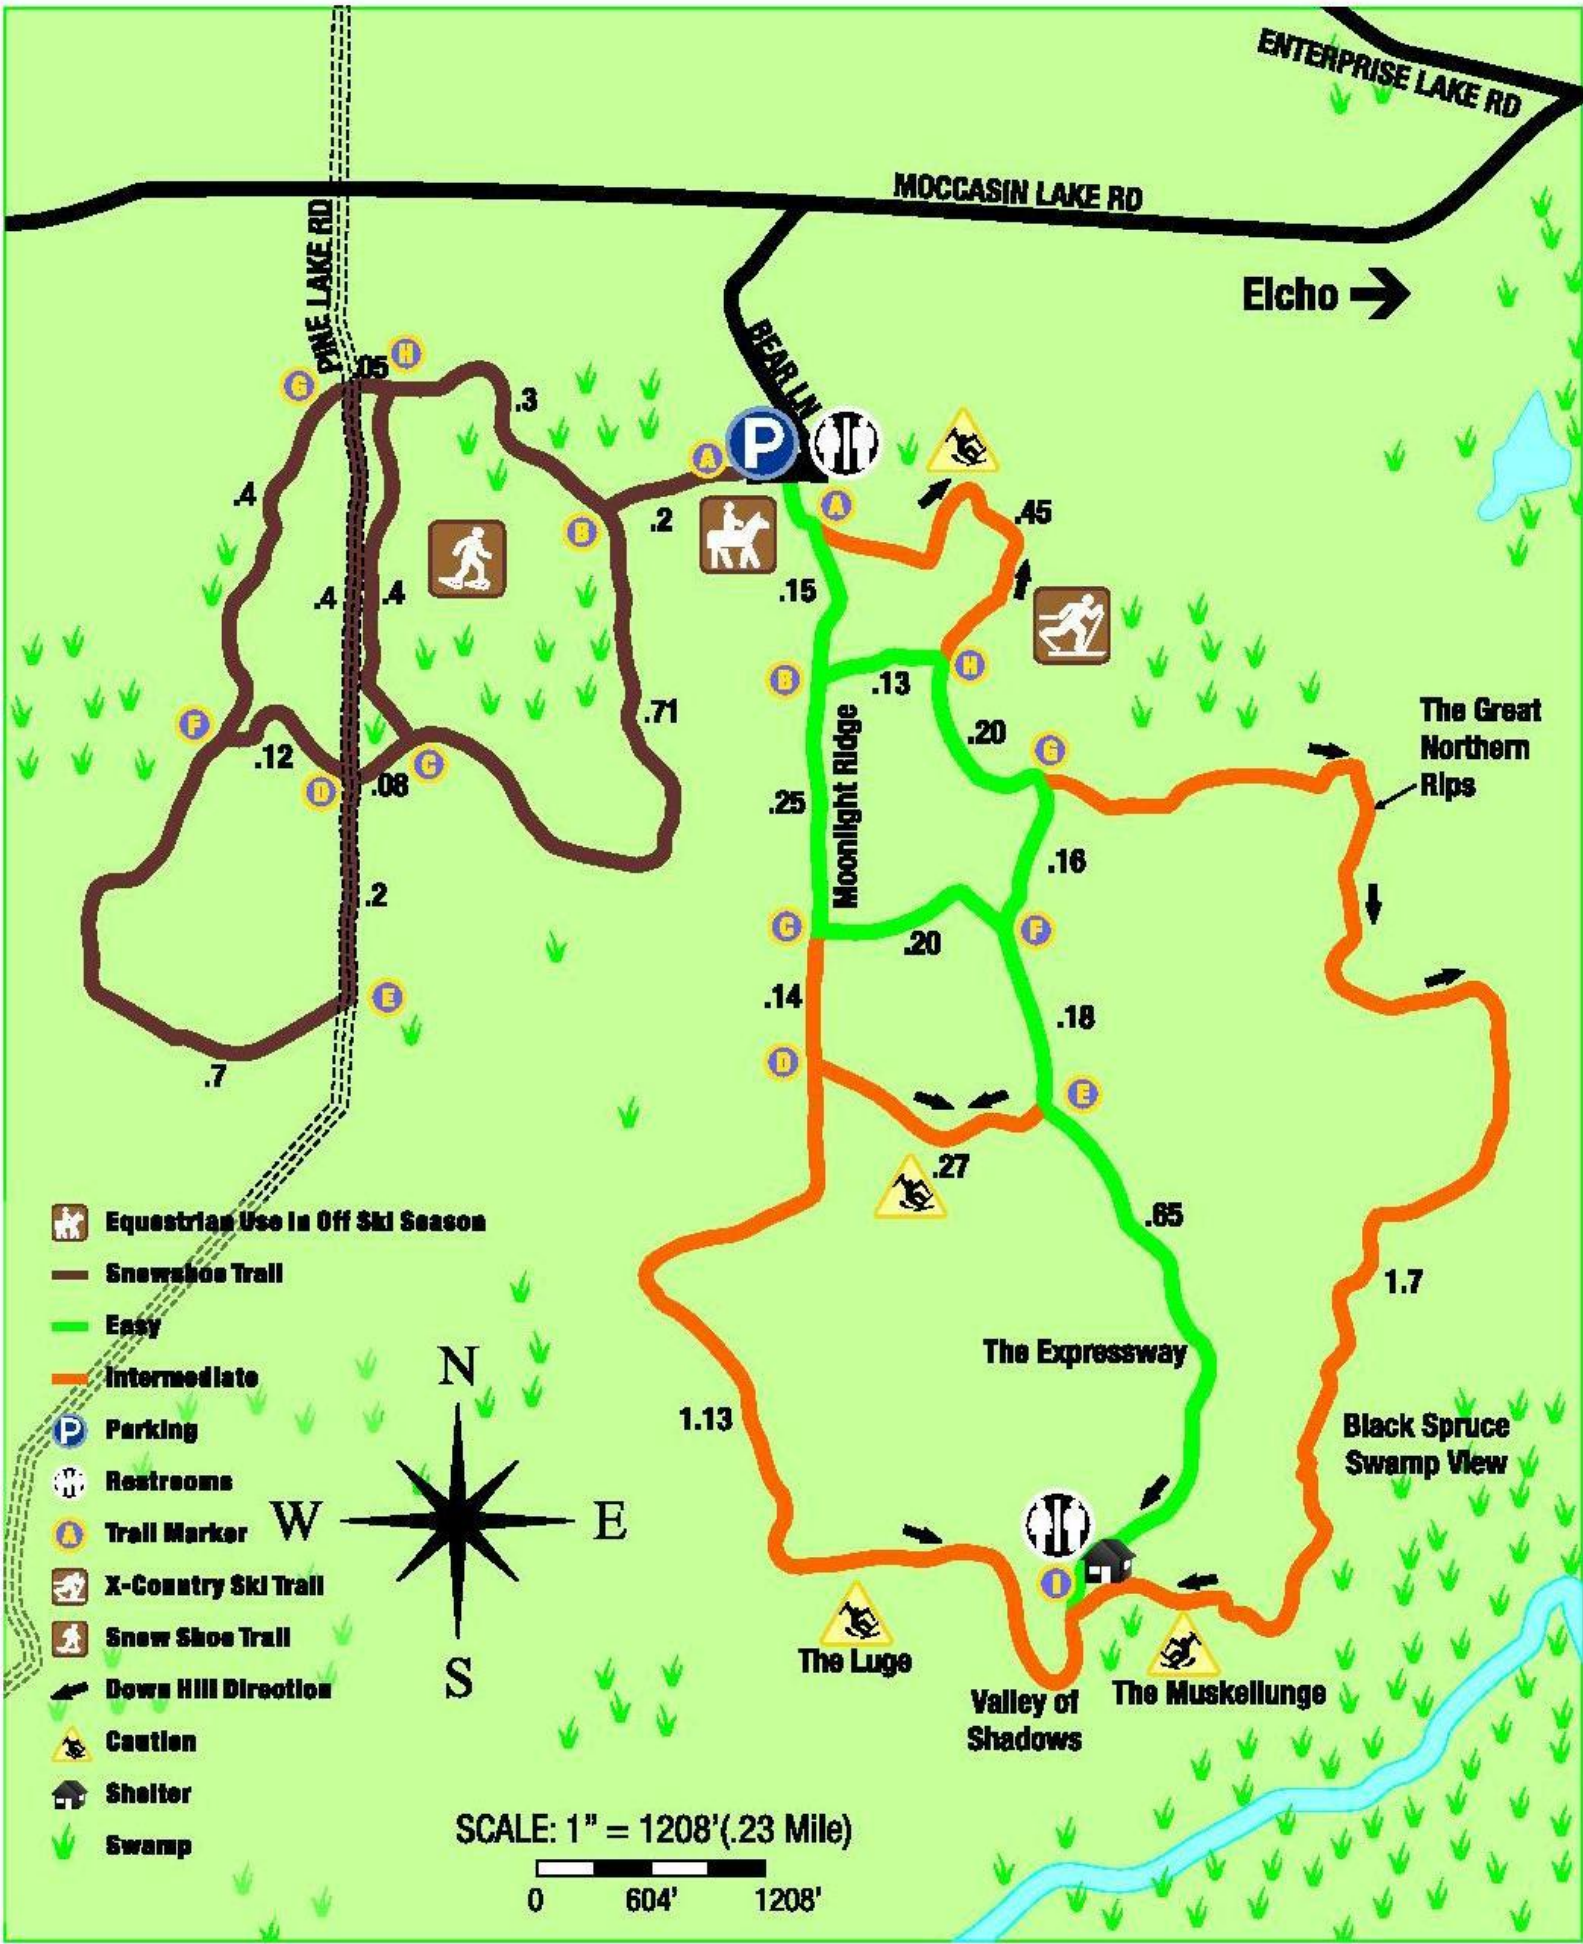 ENTERPRISE LAKE RD
MOCCASIN LAKE RD
PINE LAKE RD
Elcho
BEAR LN
H
.05
G
.3
P
A
.4
.45
A
.2
B
.4
.4
.15
H
B
.13
.71
The Great
Northern
Rips
F
.20
G
.12
C
D
.08
.25
Moonlight Ridge
.16
.2
C
F
.20
E
.14
.18
D
.7
E
.27
.65
1.7
The Expressway
1.13
Black Spruce
Swamp View
I
The Luge
The Muskellunge
Valley of
Shadows
Equestrian Use in Off Ski Season
Snowshoe Trail
Easy
Intermediate
P
Parking
Restrooms
A
Trail Marker
X-Country Ski Trail
Snow Shoe Trail
Down Hill Direction
Caution
Shelter
Swamp
N
W
E
S
SCALE: 1” = 1208’(.23 Mile)
0
604’
1208’